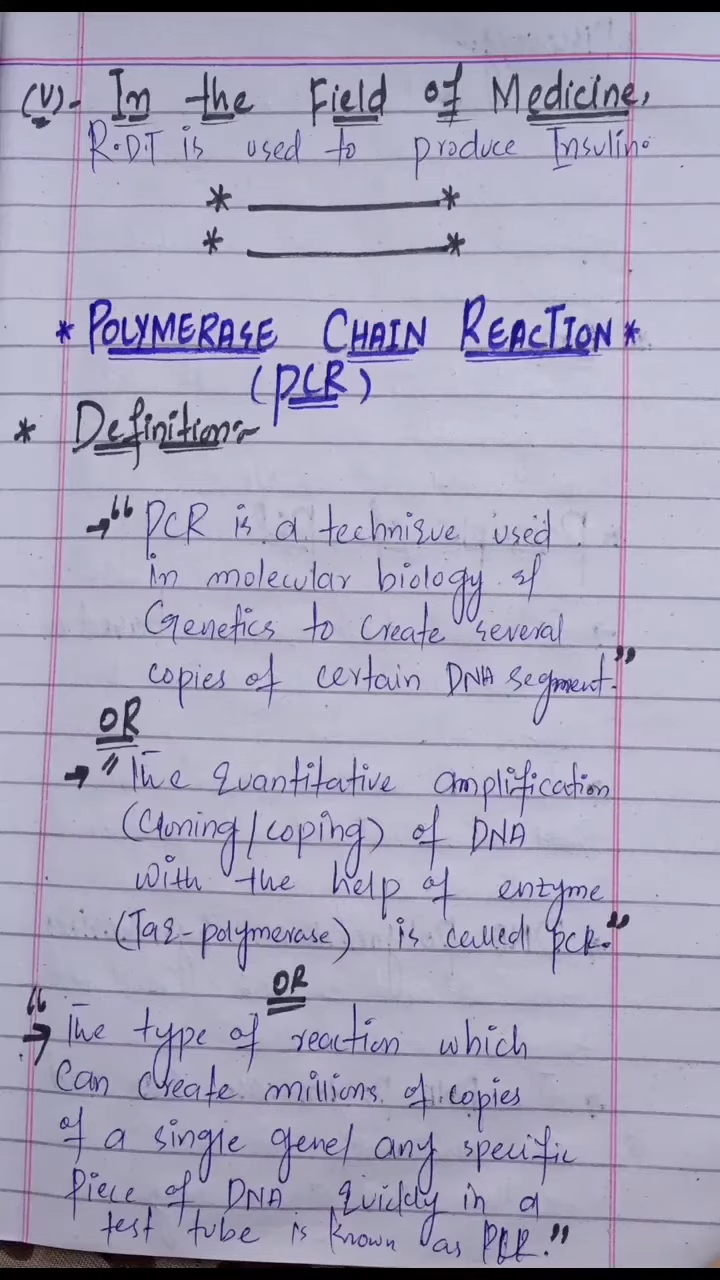 (V)- In the Field of Medicine,
R.D.T is used to produce Insulin.
* ———— *
* ———— *
* POLYMERASE CHAIN REACTION *
(PCR)
* Definition:-
→ "PCR is a technique used
in molecular biology &
Genetics to create several
copies of certain DNA segment."
OR
→ "The quantitative amplification
(Cloning/coping) of DNA
with the help of enzyme
(Taq-polymerase) is called PCR."
OR
→ "The type of reaction which
can create millions of copies
of a single gene/ any specific
piece of DNA quickly in a
test tube is known as PCR."